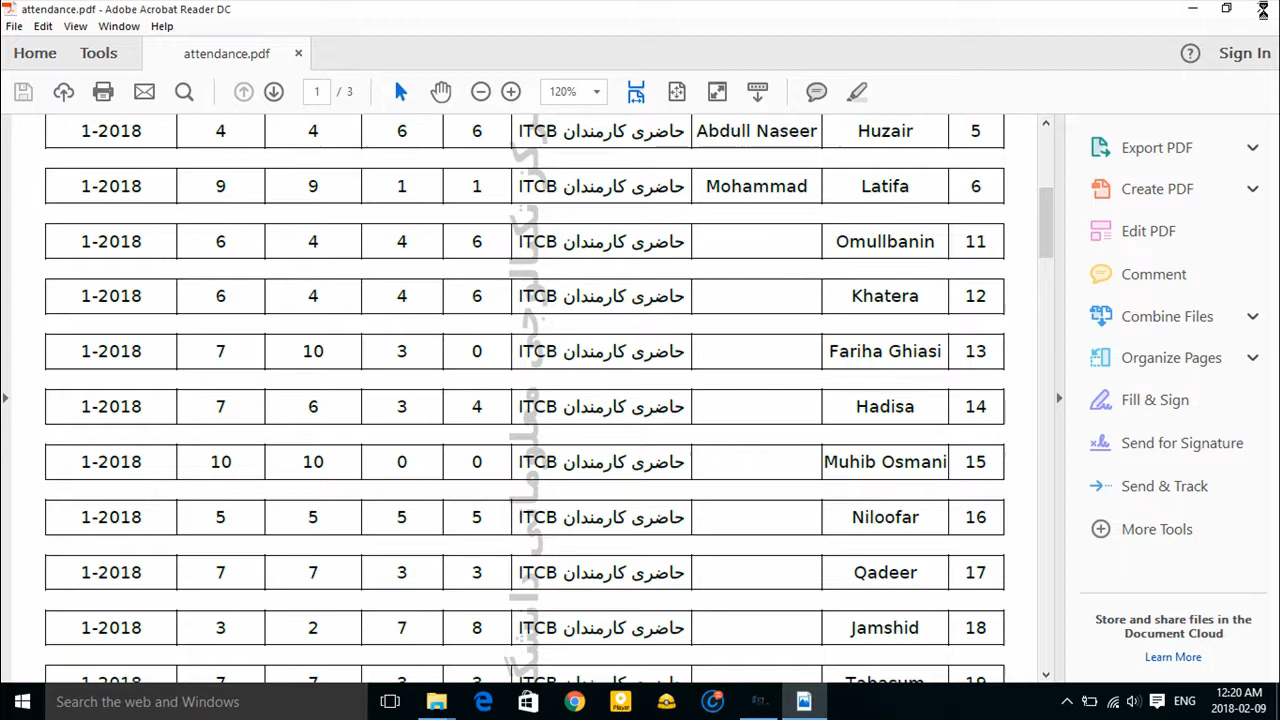 attendance.pdf - Adobe Acrobat Reader DC
File Edit View Window Help
Home Tools attendance.pdf × Sign In
1 / 3 120%
1-2018 4 4 6 6 حاضری کارمندان ITCB Abdull Naseer Huzair 5
1-2018 9 9 1 1 حاضری کارمندان ITCB Mohammad Latifa 6
1-2018 6 4 4 6 حاضری کارمندان ITCB Omullbanin 11
1-2018 6 4 4 6 حاضری کارمندان ITCB Khatera 12
1-2018 7 10 3 0 حاضری کارمندان ITCB Fariha Ghiasi 13
1-2018 7 6 3 4 حاضری کارمندان ITCB Hadisa 14
1-2018 10 10 0 0 حاضری کارمندان ITCB Muhib Osmani 15
1-2018 5 5 5 5 حاضری کارمندان ITCB Niloofar 16
1-2018 7 7 3 3 حاضری کارمندان ITCB Qadeer 17
1-2018 3 2 7 8 حاضری کارمندان ITCB Jamshid 18
تکنالوجی معلوماتی
Export PDF
Create PDF
Edit PDF
Comment
Combine Files
Organize Pages
Fill & Sign
Send for Signature
Send & Track
More Tools
Store and share files in the
Document Cloud
Learn More
Search the web and Windows
Player
ENG
12:20 AM
2018-02-09